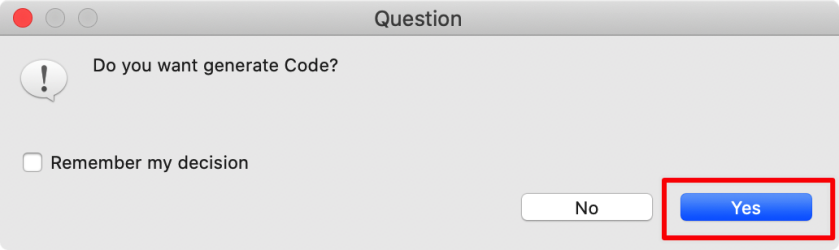 Question
Do you want generate Code?
Remember my decision
No
Yes